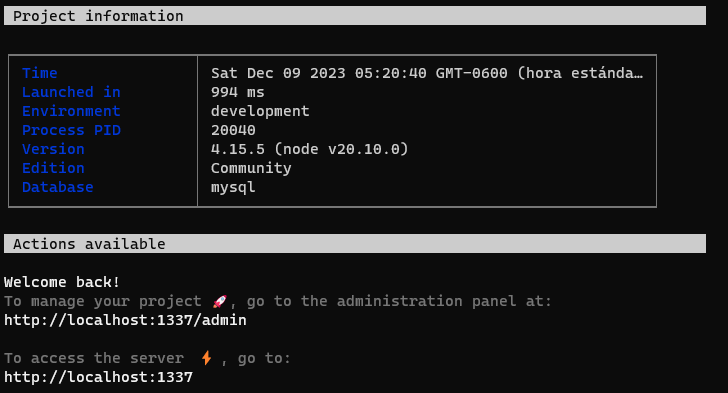 Project information
Time Sat Dec 09 2023 05:20:40 GMT-0600 (hora estánda…
Launched in 994 ms
Environment development
Process PID 20040
Version 4.15.5 (node v20.10.0)
Edition Community
Database mysql
Actions available
Welcome back!
To manage your project 🚀, go to the administration panel at:
http://localhost:1337/admin
To access the server ⚡, go to:
http://localhost:1337